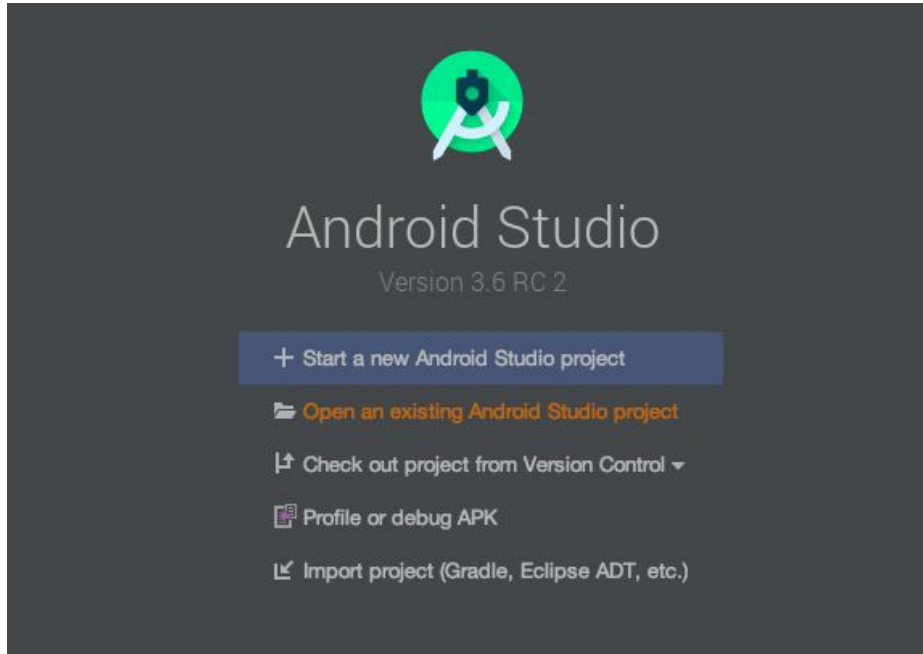 Android Studio
Version 3.6 RC 2
Start a new Android Studio project
Open an existing Android Studio project
Check out project from Version Control
Profile or debug APK
Import project (Gradle, Eclipse ADT, etc.)